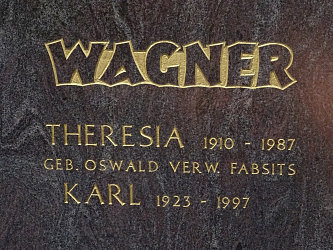 WAGNER
THERESIA 1910 - 1987
GEB. OSWALD VERW. FABSITS
KARL 1923 - 1997